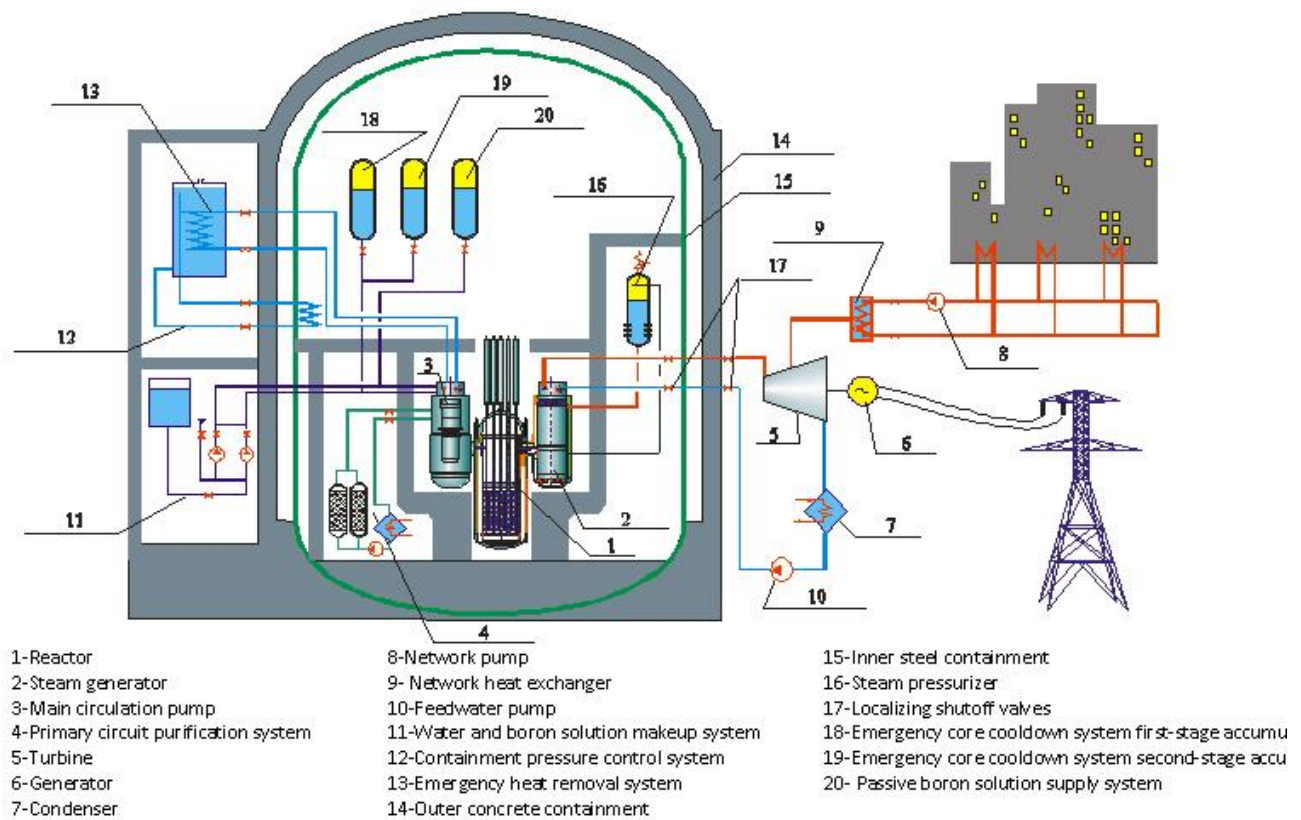 19
13
18
20
14
16
15
9
17
12
8
3
5
6
11
2
7
1
10
4
1-Reactor
2-Steam generator
3-Main circulation pump
4-Primary circuit purification system
5-Turbine
6-Generator
7-Condenser
8-Network pump
9- Network heat exchanger
10-Feedwater pump
11-Water and boron solution makeup system
12-Containment pressure control system
13-Emergency heat removal system
14-Outer concrete containment
15-Inner steel containment
16-Steam pressurizer
17-Localizing shutoff valves
18-Emergency core cooldown system first-stage accumu
19-Emergency core cooldown system second-stage accu
20- Passive boron solution supply system